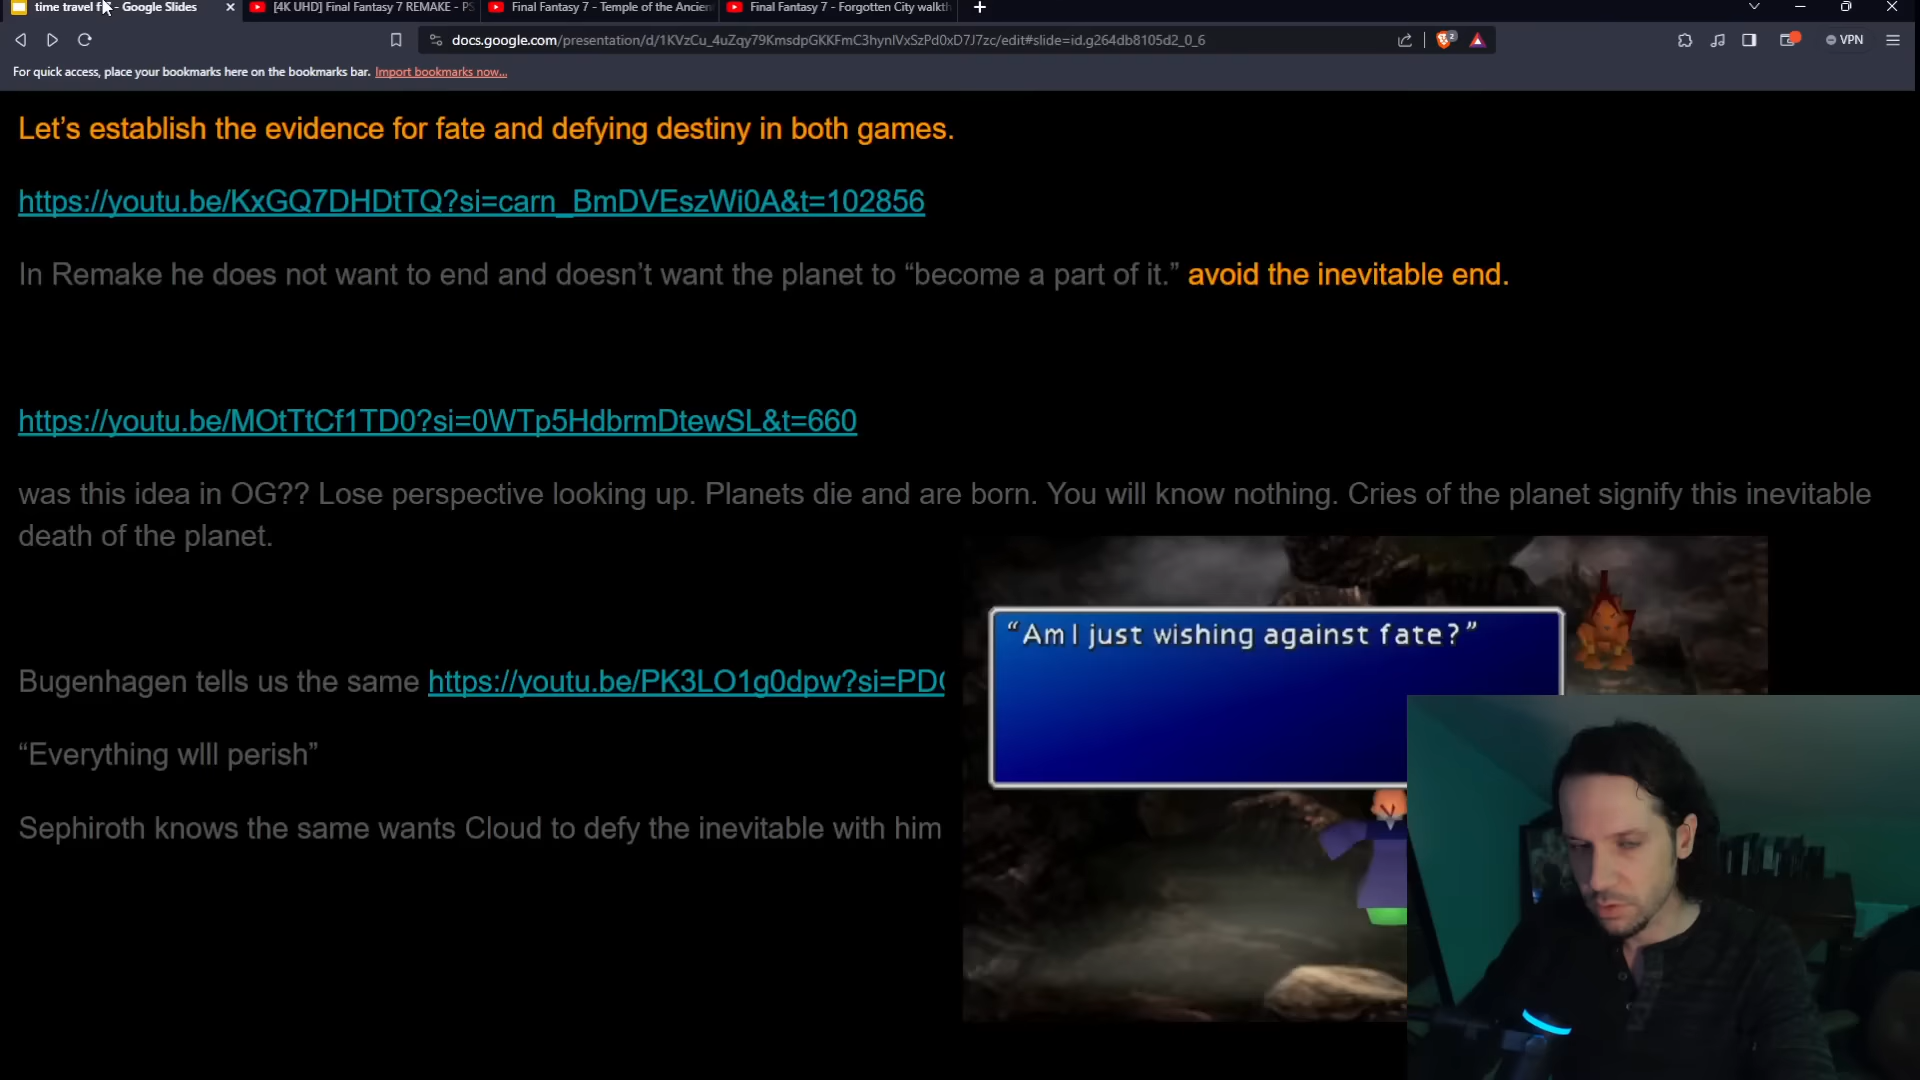 time travel - Google Slides
[4K UHD] Final Fantasy 7 REMAKE - PS
Final Fantasy 7 - Temple of the Ancien
Final Fantasy 7 - Forgotten City walkth
docs.google.com/presentation/d/1KVzCu_4uZqy79KmsdpGKKFmC3hynIVxSzPd0xD7J7zc/edit#slide=id.g264db8105d2_0_6
2
VPN
For quick access, place your bookmarks here on the bookmarks bar. Import bookmarks now...
Let's establish the evidence for fate and defying destiny in both games.
https://youtu.be/KxGQ7DHDtTQ?si=carn_BmDVEszWi0A&t=102856
In Remake he does not want to end and doesn't want the planet to “become a part of it.” avoid the inevitable end.
https://youtu.be/MOtTtCf1TD0?si=0WTp5HdbrmDtewSL&t=660
was this idea in OG?? Lose perspective looking up. Planets die and are born. You will know nothing. Cries of the planet signify this inevitable
death of the planet.
“Am I just wishing against fate?”
Bugenhagen tells us the same https://youtu.be/PK3LO1g0dpw?si=PD
“Everything wlll perish”
Sephiroth knows the same wants Cloud to defy the inevitable with him